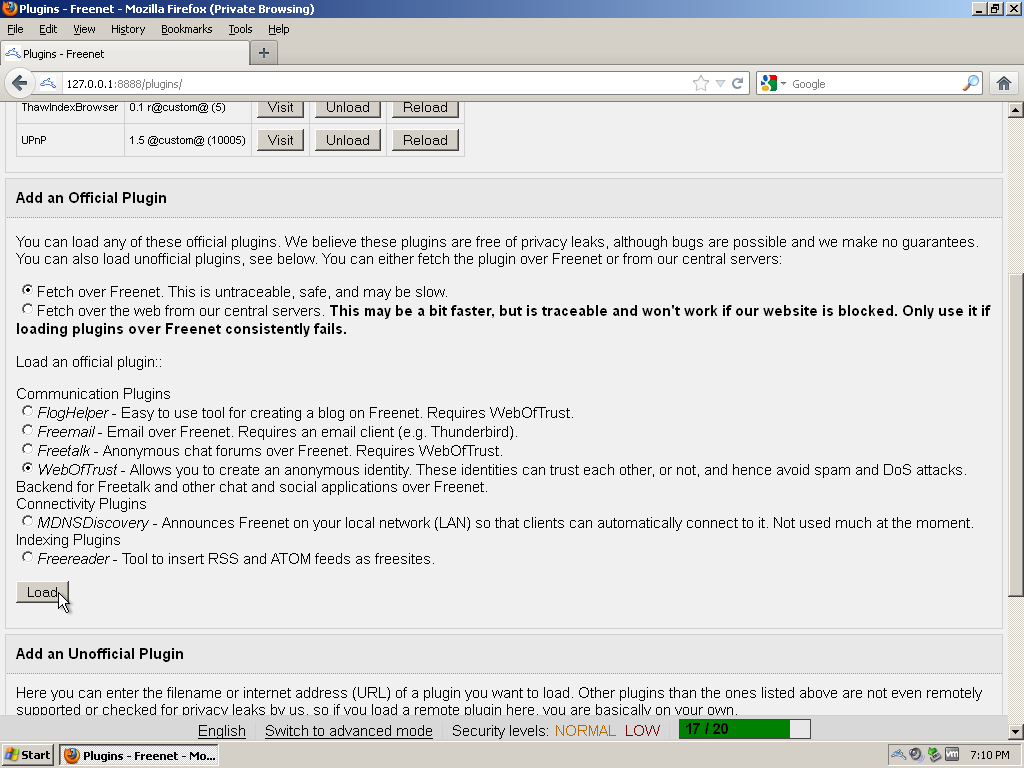 Plugins - Freenet - Mozilla Firefox (Private Browsing)
File Edit View History Bookmarks Tools Help
Plugins - Freenet
127.0.0.1:8888/plugins/
Google
ThawIndexBrowser 0.1 r@custom@ (5) Visit Unload Reload
UPnP 1.5 @custom@ (10005) Visit Unload Reload
Add an Official Plugin
You can load any of these official plugins. We believe these plugins are free of privacy leaks, although bugs are possible and we make no guarantees.
You can also load unofficial plugins, see below. You can either fetch the plugin over Freenet or from our central servers:
Fetch over Freenet. This is untraceable, safe, and may be slow.
Fetch over the web from our central servers. This may be a bit faster, but is traceable and won't work if our website is blocked. Only use it if
loading plugins over Freenet consistently fails.
Load an official plugin::
Communication Plugins
FlogHelper - Easy to use tool for creating a blog on Freenet. Requires WebOfTrust.
Freemail - Email over Freenet. Requires an email client (e.g. Thunderbird).
Freetalk - Anonymous chat forums over Freenet. Requires WebOfTrust.
WebOfTrust - Allows you to create an anonymous identity. These identities can trust each other, or not, and hence avoid spam and DoS attacks.
Backend for Freetalk and other chat and social applications over Freenet.
Connectivity Plugins
MDNSDiscovery - Announces Freenet on your local network (LAN) so that clients can automatically connect to it. Not used much at the moment.
Indexing Plugins
Freereader - Tool to insert RSS and ATOM feeds as freesites.
Load
Add an Unofficial Plugin
Here you can enter the filename or internet address (URL) of a plugin you want to load. Other plugins than the ones listed above are not even remotely
supported or checked for privacy leaks by us, so if you load a remote plugin here, you are basically on your own.
English Switch to advanced mode Security levels: NORMAL LOW 17 / 20
Start Plugins - Freenet - Mo... 7:10 PM